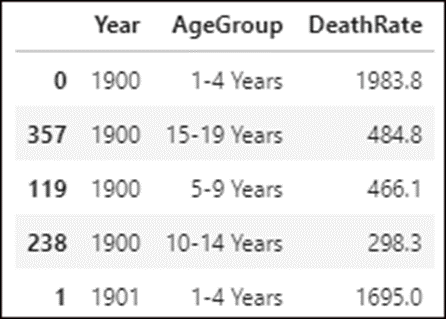 Year AgeGroup DeathRate
0 1900 1-4 Years 1983.8
357 1900 15-19 Years 484.8
119 1900 5-9 Years 466.1
238 1900 10-14 Years 298.3
1 1901 1-4 Years 1695.0